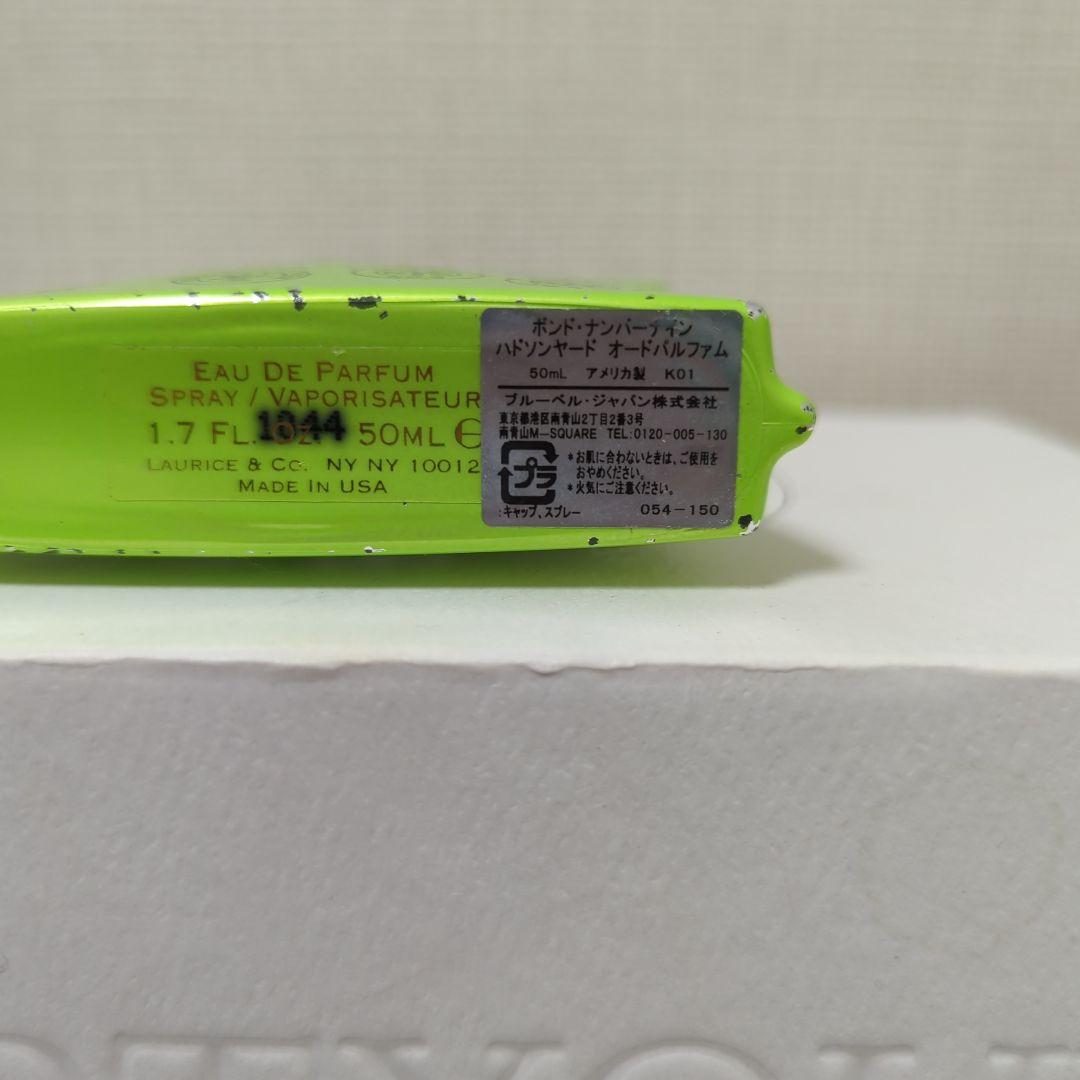 EAU DE PARFUM
SPRAY / VAPORISATEUR
1.7 FL. OZ. 50ML
LAURICE & CO. NY NY 10012
MADE IN USA
ボンド・ナンバーナイン
ハドソンヤード オードパルファム
50mL アメリカ製 K01
ブルーベル・ジャパン株式会社
東京都港区南青山2丁目2番3号
南青山M-SQUARE TEL:0120-005-130
プラ
*お肌に合わないときは、ご使用を
おやめください。
*火気にご注意ください。
:キャップ、スプレー
054-150